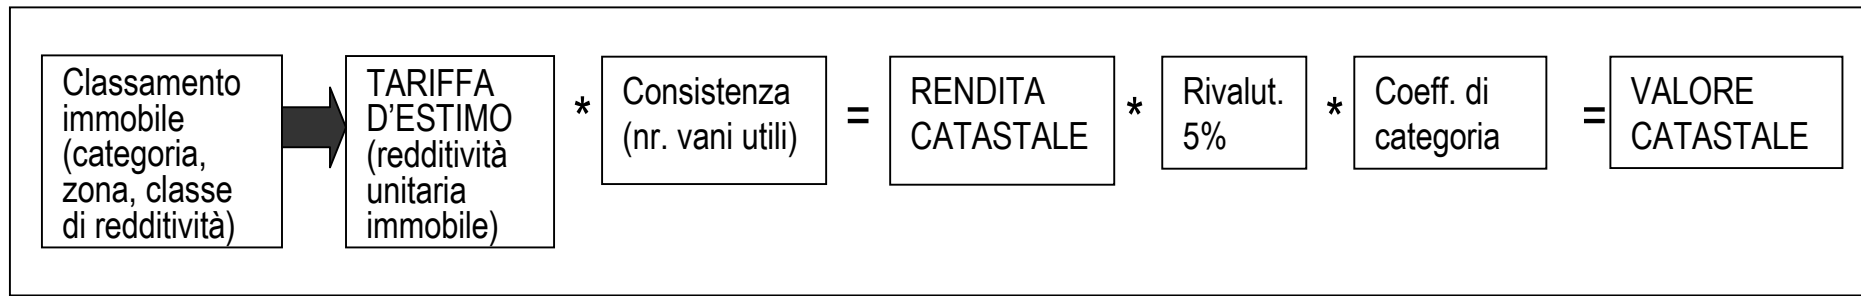 Classamento
immobile
(categoria,
zona, classe
di redditività)
TARIFFA
D'ESTIMO
(redditività
unitaria
immobile)
*
Consistenza
(nr. vani utili)
=
RENDITA
CATASTALE
*
Rivalut.
5%
*
Coeff. di
categoria
=
VALORE
CATASTALE